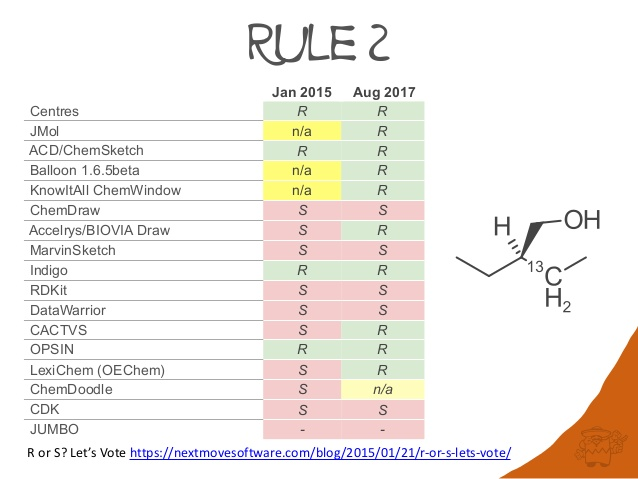 RULE 2
Jan 2015 Aug 2017
Centres R R
JMol n/a R
ACD/ChemSketch R R
Balloon 1.6.5beta n/a R
KnowItAll ChemWindow n/a R
ChemDraw S S
Accelrys/BIOVIA Draw S R
MarvinSketch S S
Indigo R R
RDKit S S
DataWarrior S S
CACTVS S R
OPSIN R R
LexiChem (OEChem) S R
ChemDoodle S n/a
CDK S S
JUMBO - -
H OH
13C
H2
R or S? Let's Vote https://nextmovesoftware.com/blog/2015/01/21/r-or-s-lets-vote/